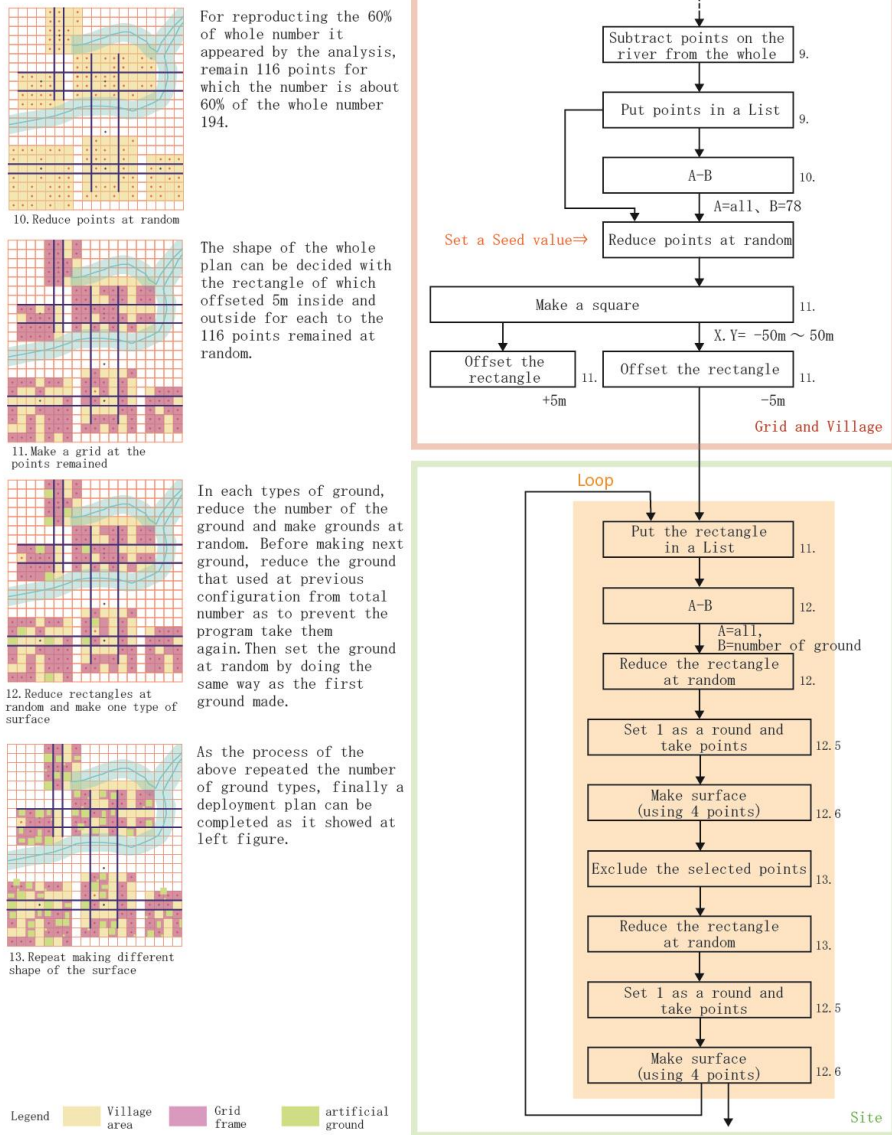 For reproducing the 60%
of whole number it
appeared by the analysis,
remain 116 points for
which the number is about
60% of the whole number
194.
10.Reduce points at random
The shape of the whole
plan can be decided with
the rectangle of which
offseted 5m inside and
outside for each to the
116 points remained at
random.
11.Make a grid at the
points remained
In each types of ground,
reduce the number of the
ground and make grounds at
random. Before making next
ground, reduce the ground
that used at previous
configuration from total
number as to prevent the
program take them
again.Then set the ground
at random by doing the
same way as the first
ground made.
12.Reduce rectangles at
random and make one type of
surface
As the process of the
above repeated the number
of ground types, finally a
deployment plan can be
completed as it showed at
left figure.
13.Repeat making different
shape of the surface
Legend
Village
area
Grid
frame
artificial
ground
Subtract points on the
river from the whole
9.
Put points in a List
9.
A-B
10.
A=all、B=78
Set a Seed value⇒
Reduce points at random
Make a square
11.
X.Y= -50m ～ 50m
Offset the
rectangle
11.
+5m
Offset the rectangle
11.
-5m
Grid and Village
Loop
Put the rectangle
in a List
11.
A-B
12.
A=all,
B=number of ground
Reduce the rectangle
at random
12.
Set 1 as a round and
take points
12.5
Make surface
(using 4 points)
12.6
Exclude the selected points
13.
Reduce the rectangle
at random
13.
Set 1 as a round and
take points
12.5
Make surface
(using 4 points)
12.6
Site